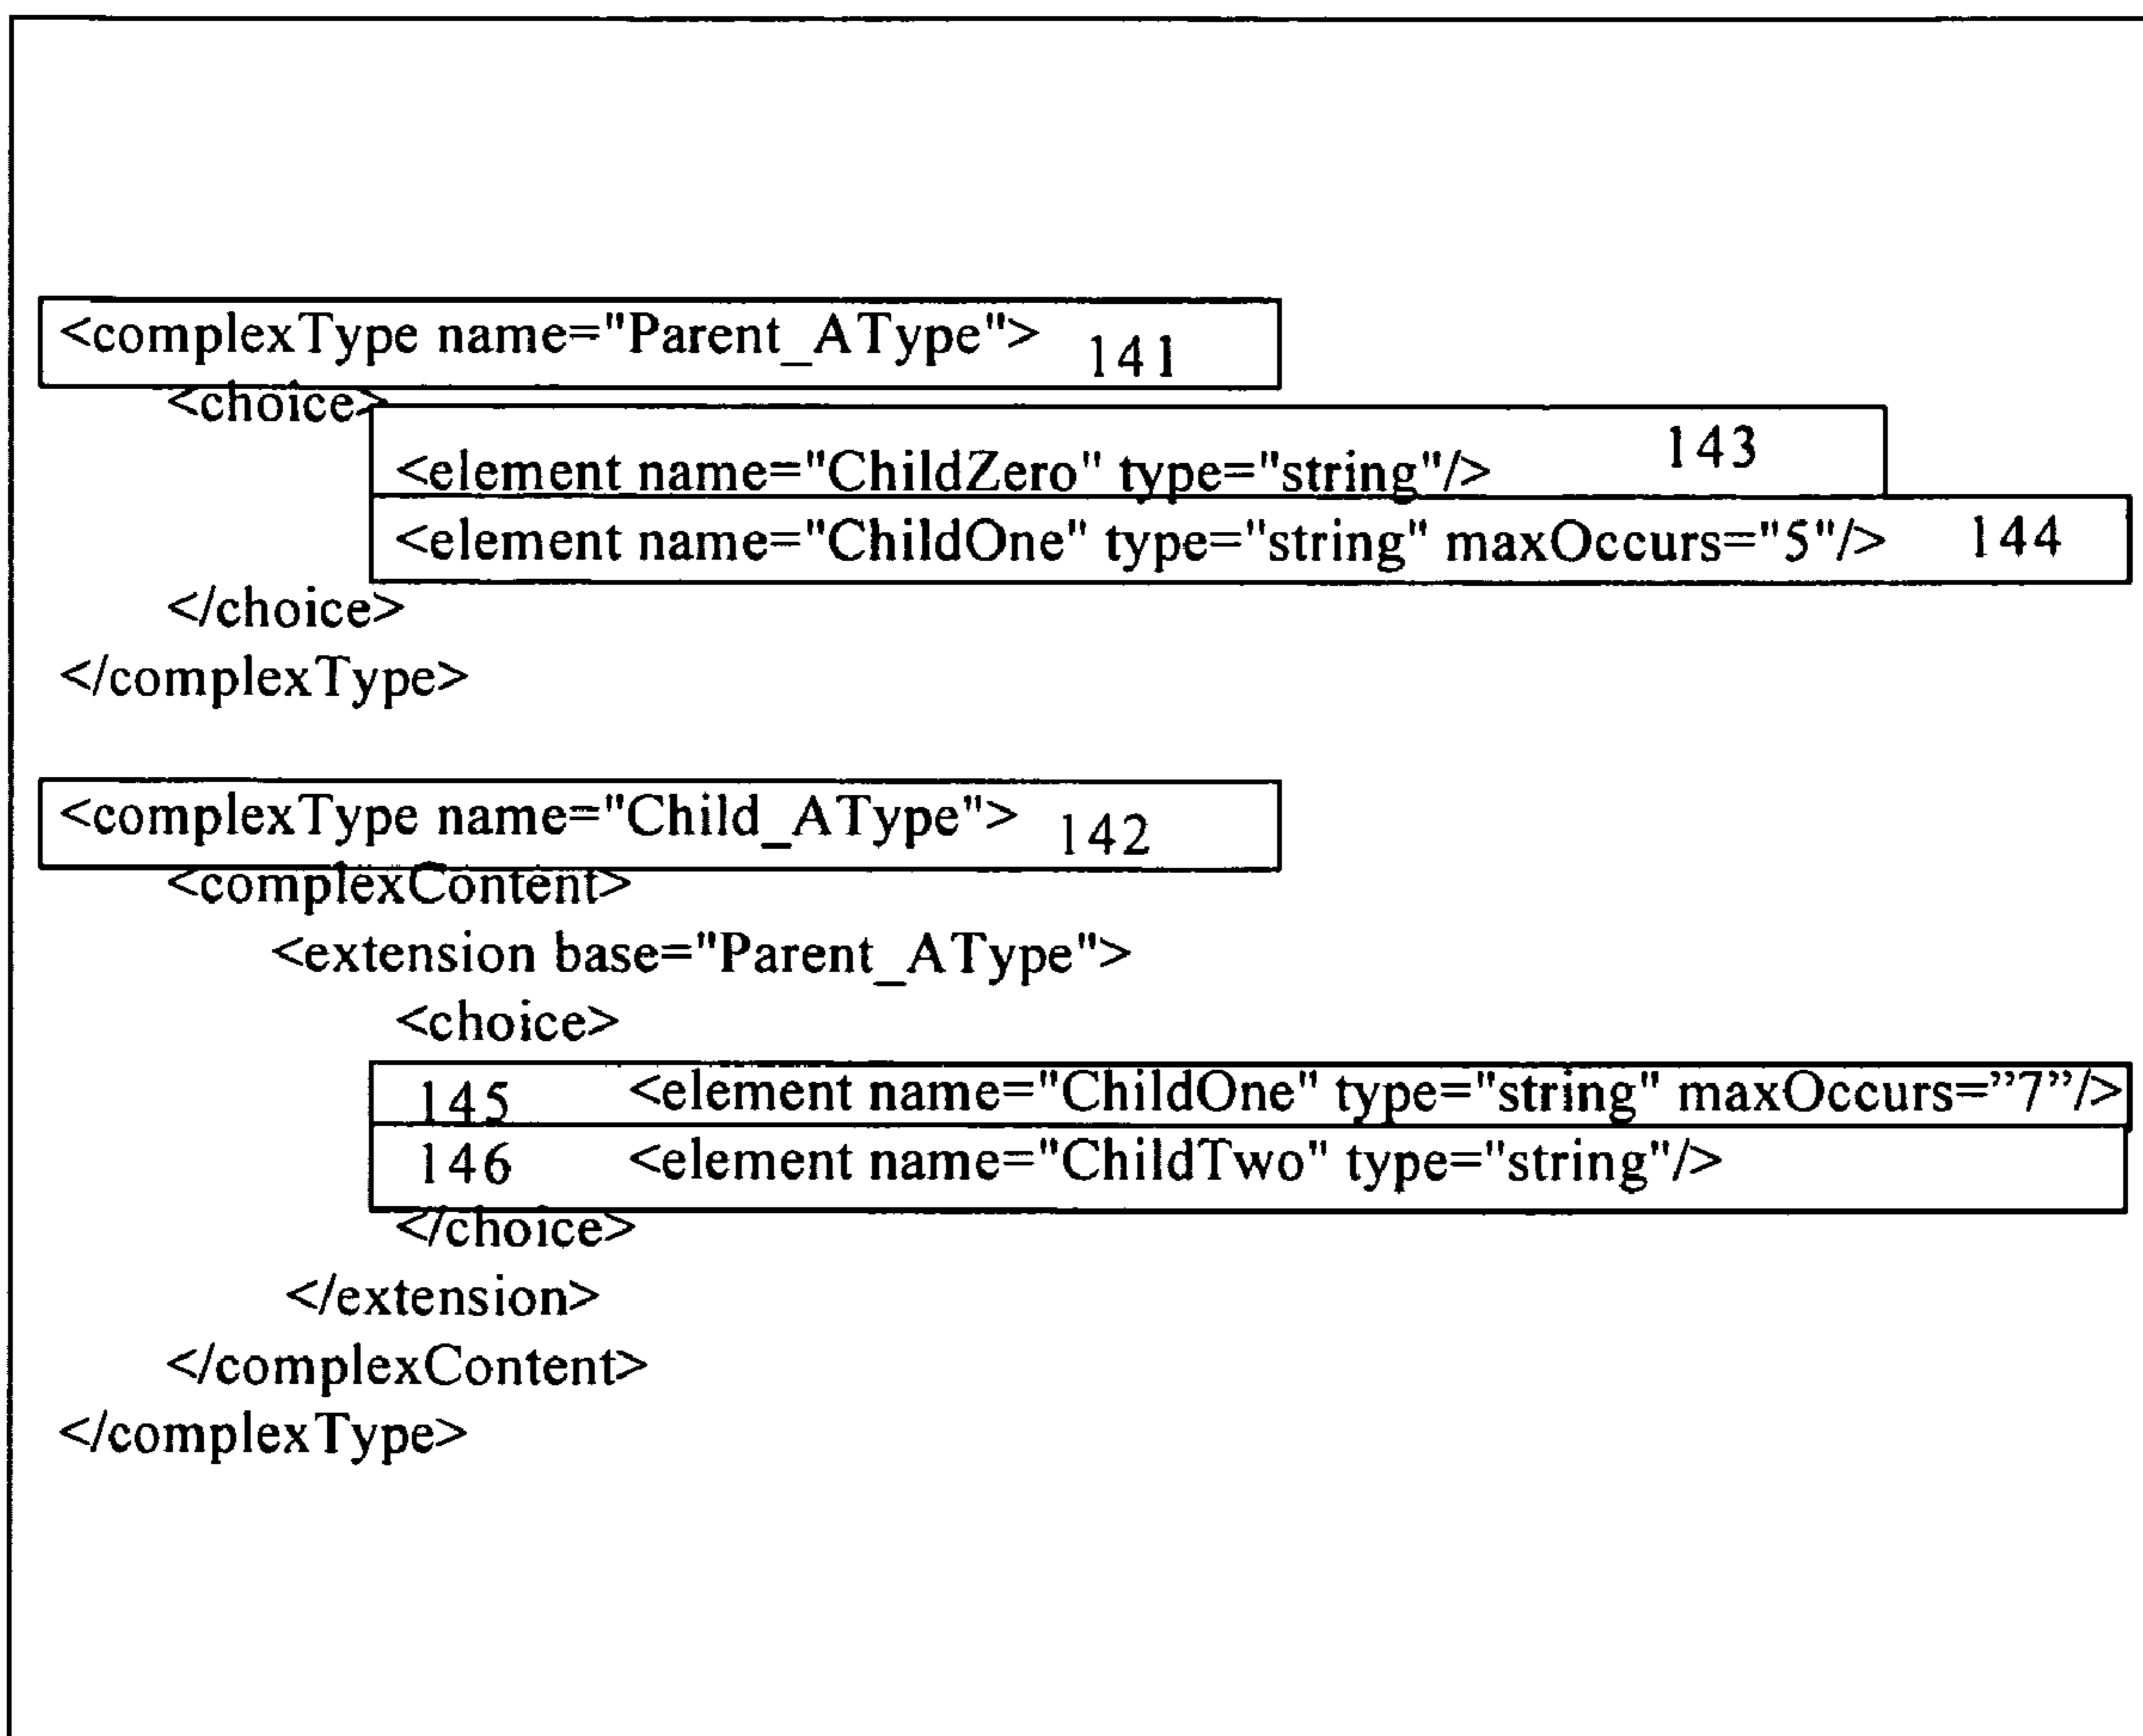 <complexType name="Parent_AType"> 141
<choice>
143
<element name="ChildZero" type="string"/>
<element name="ChildOne" type="string" maxOccurs="5"/> 144
</choice>
</complexType>
<complexType name="Child_AType"> 142
<complexContent>
<extension base="Parent_AType">
<choice>
145 <element name="ChildOne" type="string" maxOccurs=”7”/>
146 <element name="ChildTwo" type="string"/>
</choice>
</extension>
</complexContent>
</complexType>